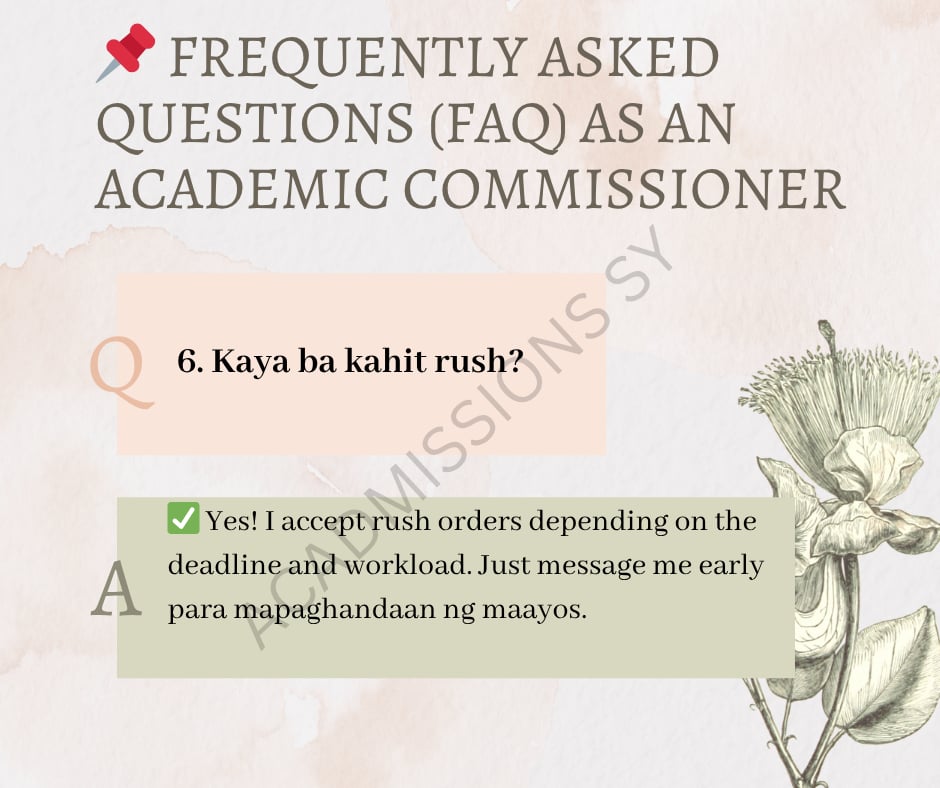 📌 FREQUENTLY ASKED
QUESTIONS (FAQ) AS AN
ACADEMIC COMMISSIONER
Q
6. Kaya ba kahit rush?
A
✅ Yes! I accept rush orders depending on the
deadline and workload. Just message me early
para mapaghandaan ng maayos.
ACADMISSIONS SY